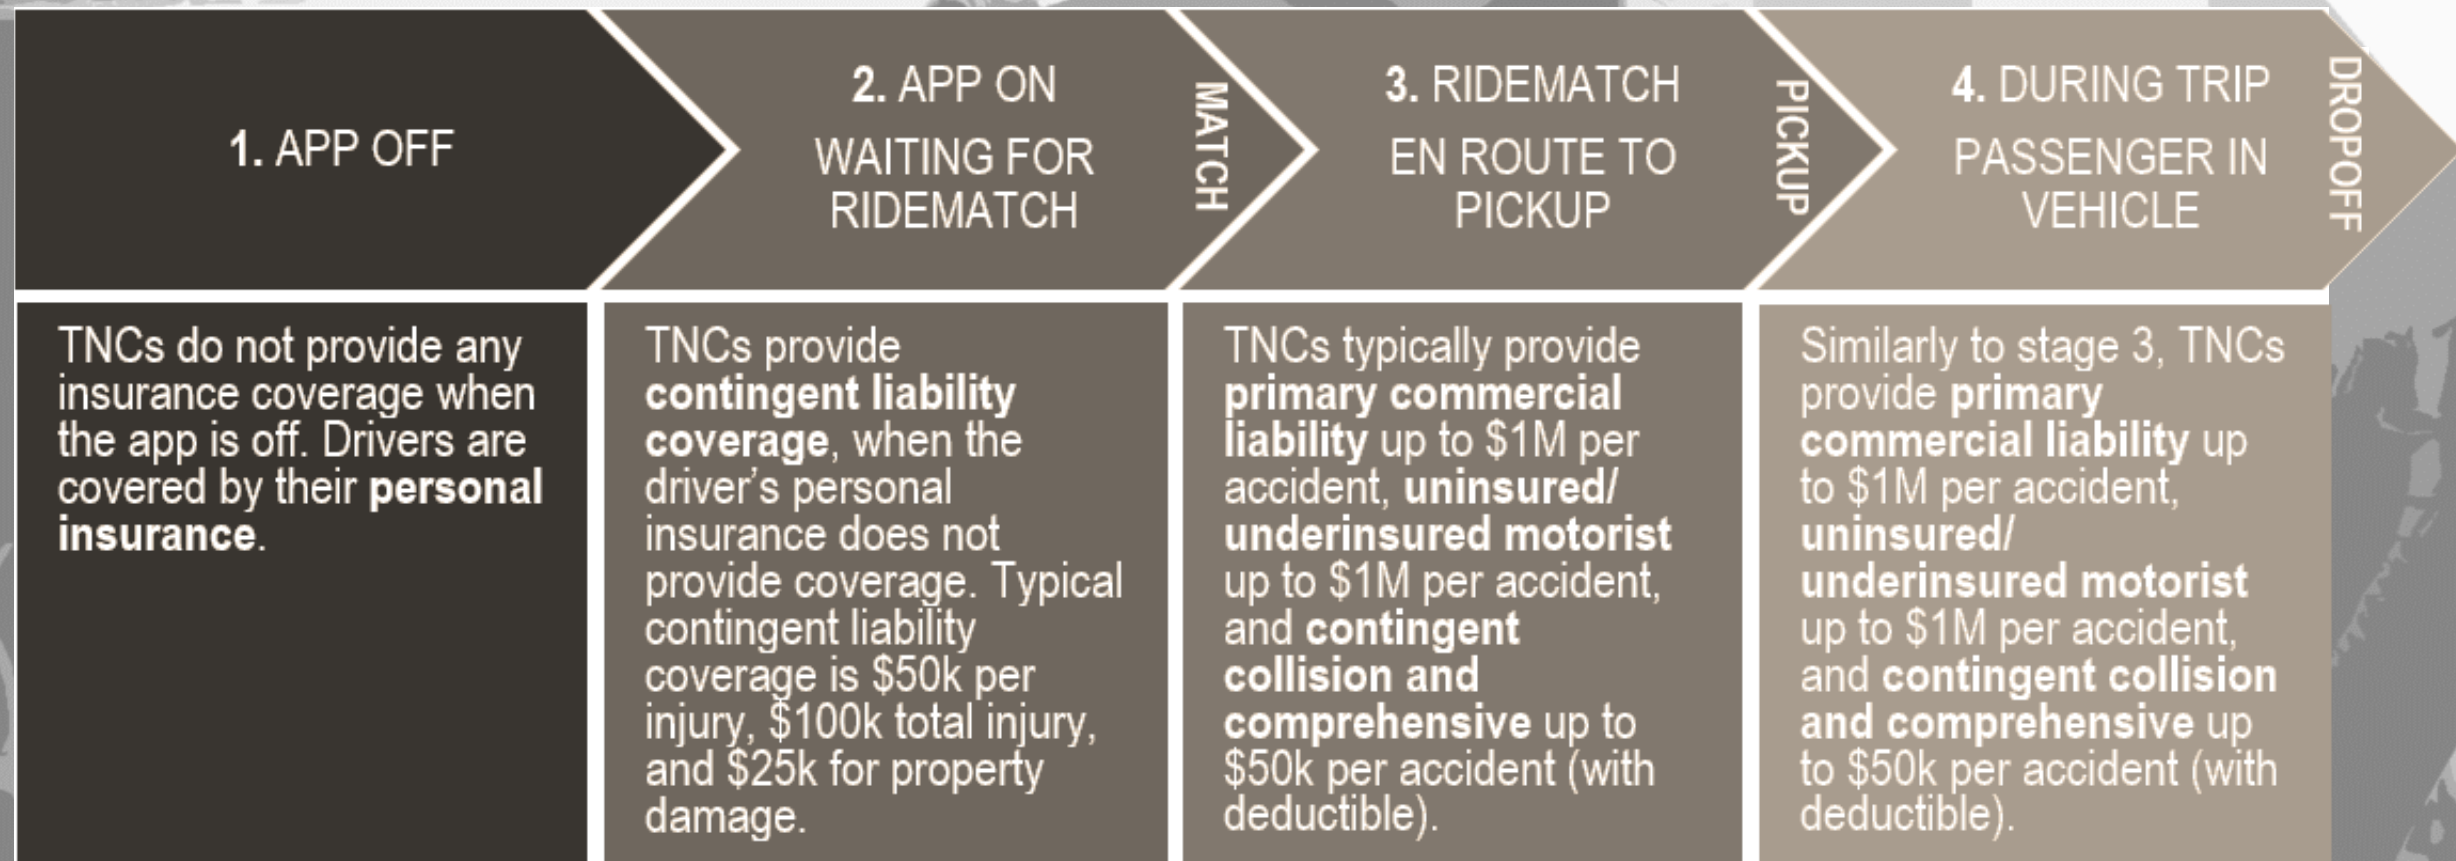 1. APP OFF
2. APP ON
WAITING FOR
RIDEMATCH
MATCH
3. RIDEMATCH
EN ROUTE TO
PICKUP
PICKUP
4. DURING TRIP
PASSENGER IN
VEHICLE
DROPOFF
TNCs do not provide any
insurance coverage when
the app is off. Drivers are
covered by their personal
insurance.
TNCs provide
contingent liability
coverage, when the
driver’s personal
insurance does not
provide coverage. Typical
contingent liability
coverage is $50k per
injury, $100k total injury,
and $25k for property
damage.
TNCs typically provide
primary commercial
liability up to $1M per
accident, uninsured/
underinsured motorist
up to $1M per accident,
and contingent
collision and
comprehensive up to
$50k per accident (with
deductible).
Similarly to stage 3, TNCs
provide primary
commercial liability up
to $1M per accident,
uninsured/
underinsured motorist
up to $1M per accident,
and contingent collision
and comprehensive up
to $50k per accident (with
deductible).